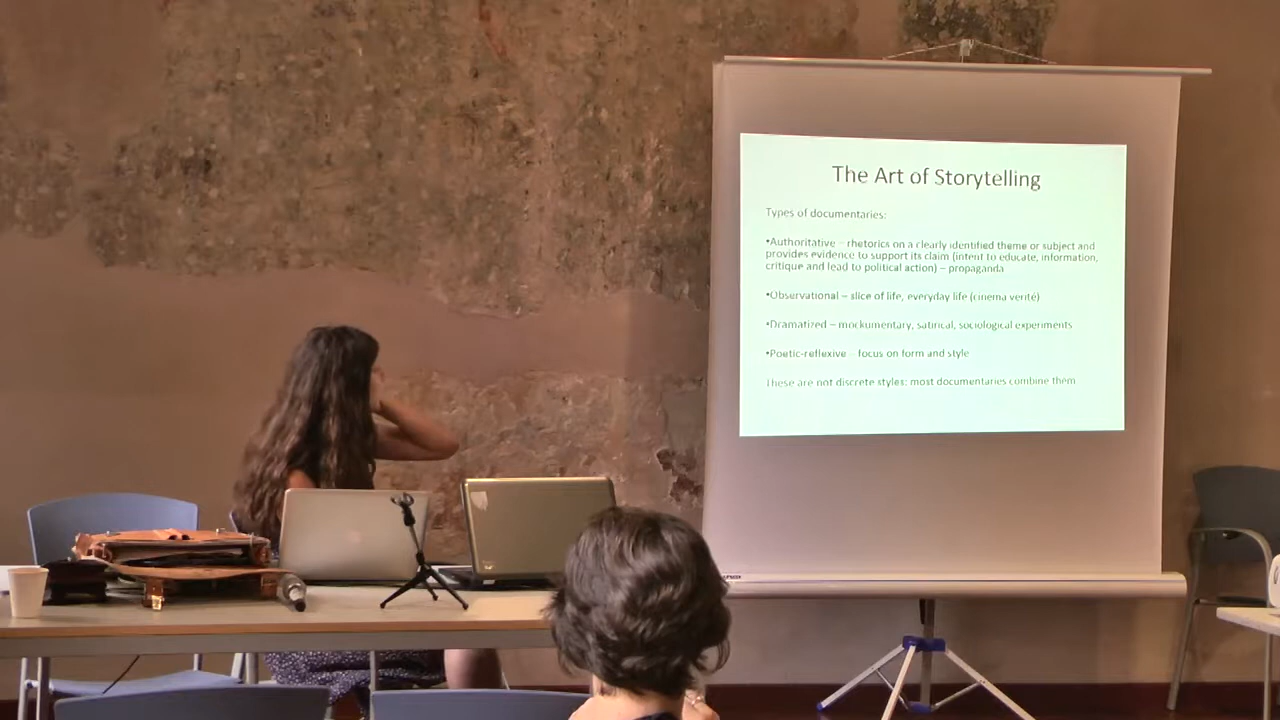 The Art of Storytelling
Types of documentaries:
•Authoritative – rhetorics on a clearly identified theme or subject and
provides evidence to support its claim (intent to educate, information,
critique and lead to political action) – propaganda
•Observational – slice of life, everyday life (cinema verité)
•Dramatized – mockumentary, satirical, sociological experiments
•Poetic-reflexive – focus on form and style
These are not discrete styles: most documentaries combine them